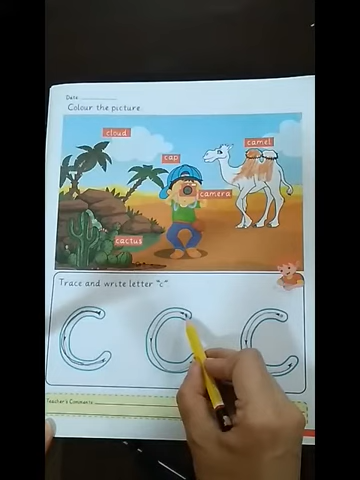 Date:
Colour the picture.
cloud
cap
camel
camera
cactus
Trace and write letter "c"
Teacher's Comments: